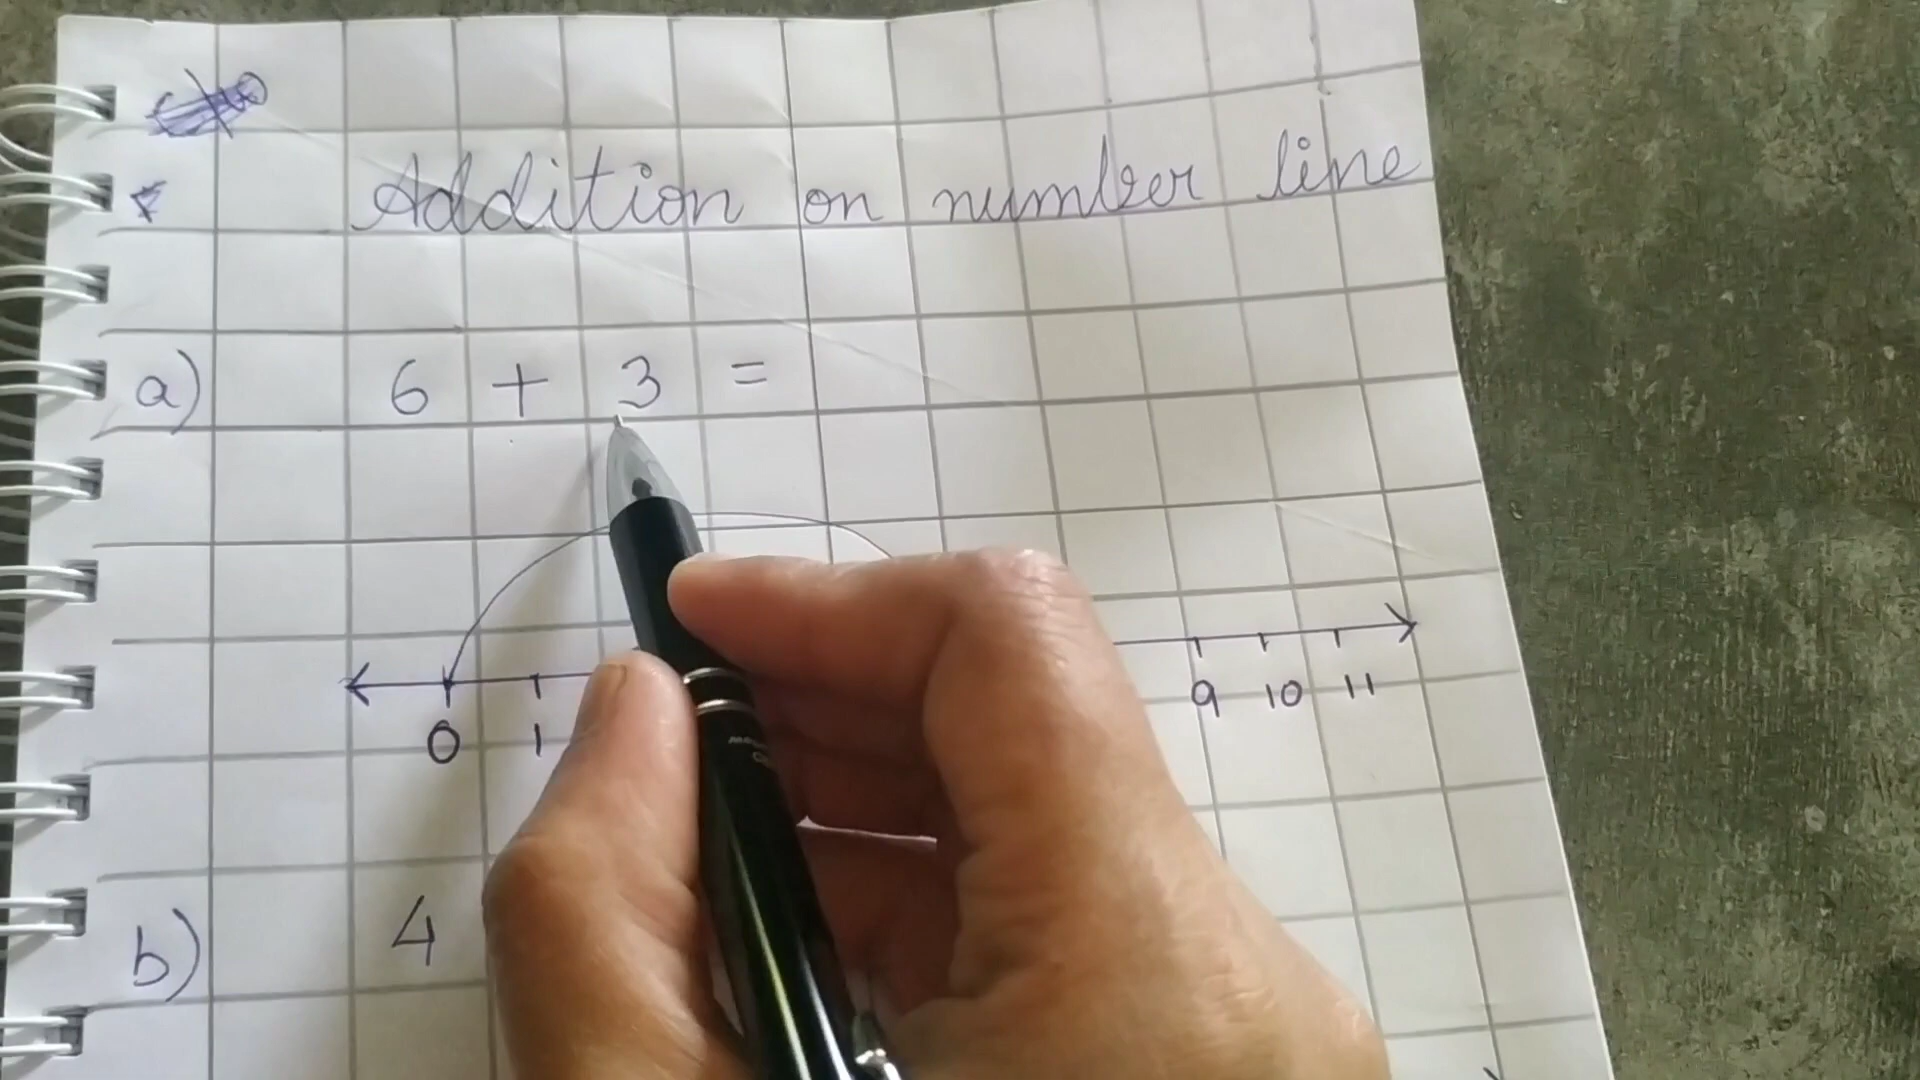 Addition on number line
a) 6 + 3 =
0 1 9 10 11
b) 4